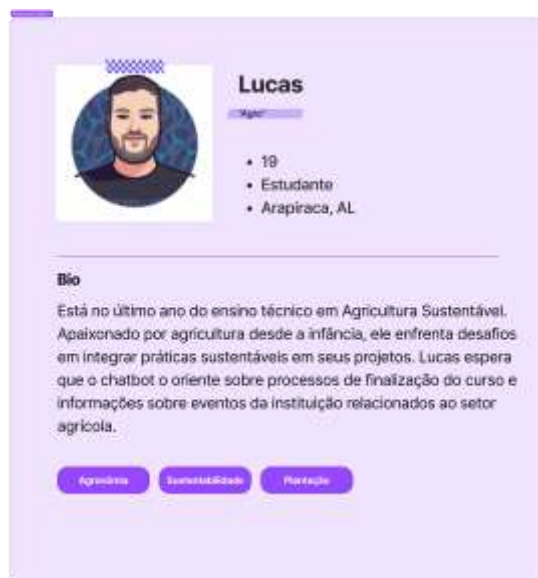 Lucas
"Agro"
• 19
• Estudante
• Arapiraca, AL
Bio
Está no último ano do ensino técnico em Agricultura Sustentável.
Apaixonado por agricultura desde a infância, ele enfrenta desafios
em integrar práticas sustentáveis em seus projetos. Lucas espera
que o chatbot o oriente sobre processos de finalização do curso e
informações sobre eventos da instituição relacionados ao setor
agrícola.
Agronômia Sustentabilidade Plantação